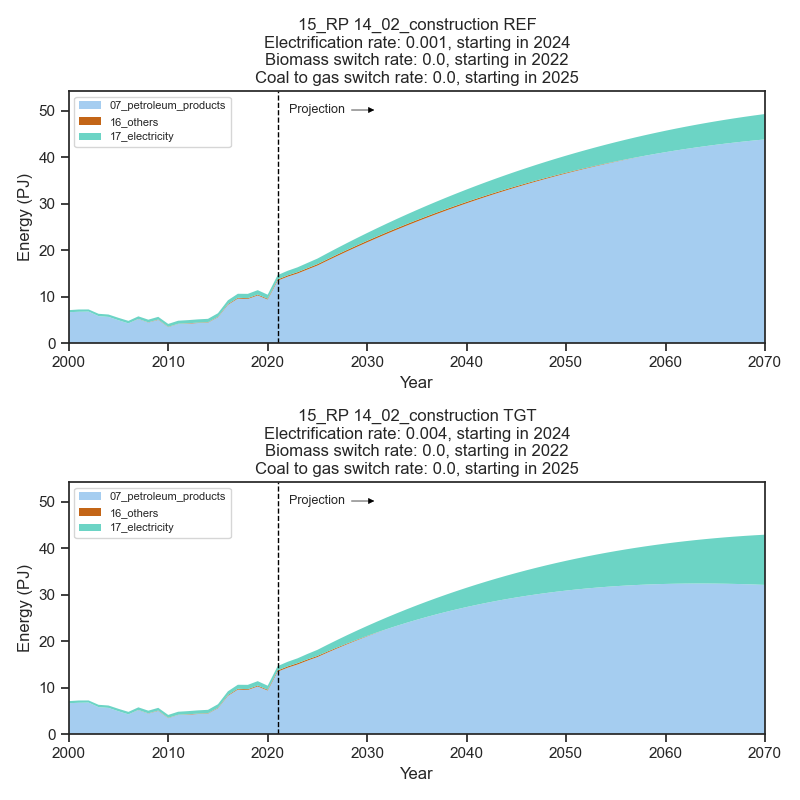 15_RP 14_02_construction REF
Electrification rate: 0.001, starting in 2024
Biomass switch rate: 0.0, starting in 2022
Coal to gas switch rate: 0.0, starting in 2025
07_petroleum_products
16_others
17_electricity
Projection
50
40
30
20
10
0
Energy (PJ)
2000 2010 2020 2030 2040 2050 2060 2070
Year
15_RP 14_02_construction TGT
Electrification rate: 0.004, starting in 2024
Biomass switch rate: 0.0, starting in 2022
Coal to gas switch rate: 0.0, starting in 2025
07_petroleum_products
16_others
17_electricity
Projection
50
40
30
20
10
0
Energy (PJ)
2000 2010 2020 2030 2040 2050 2060 2070
Year